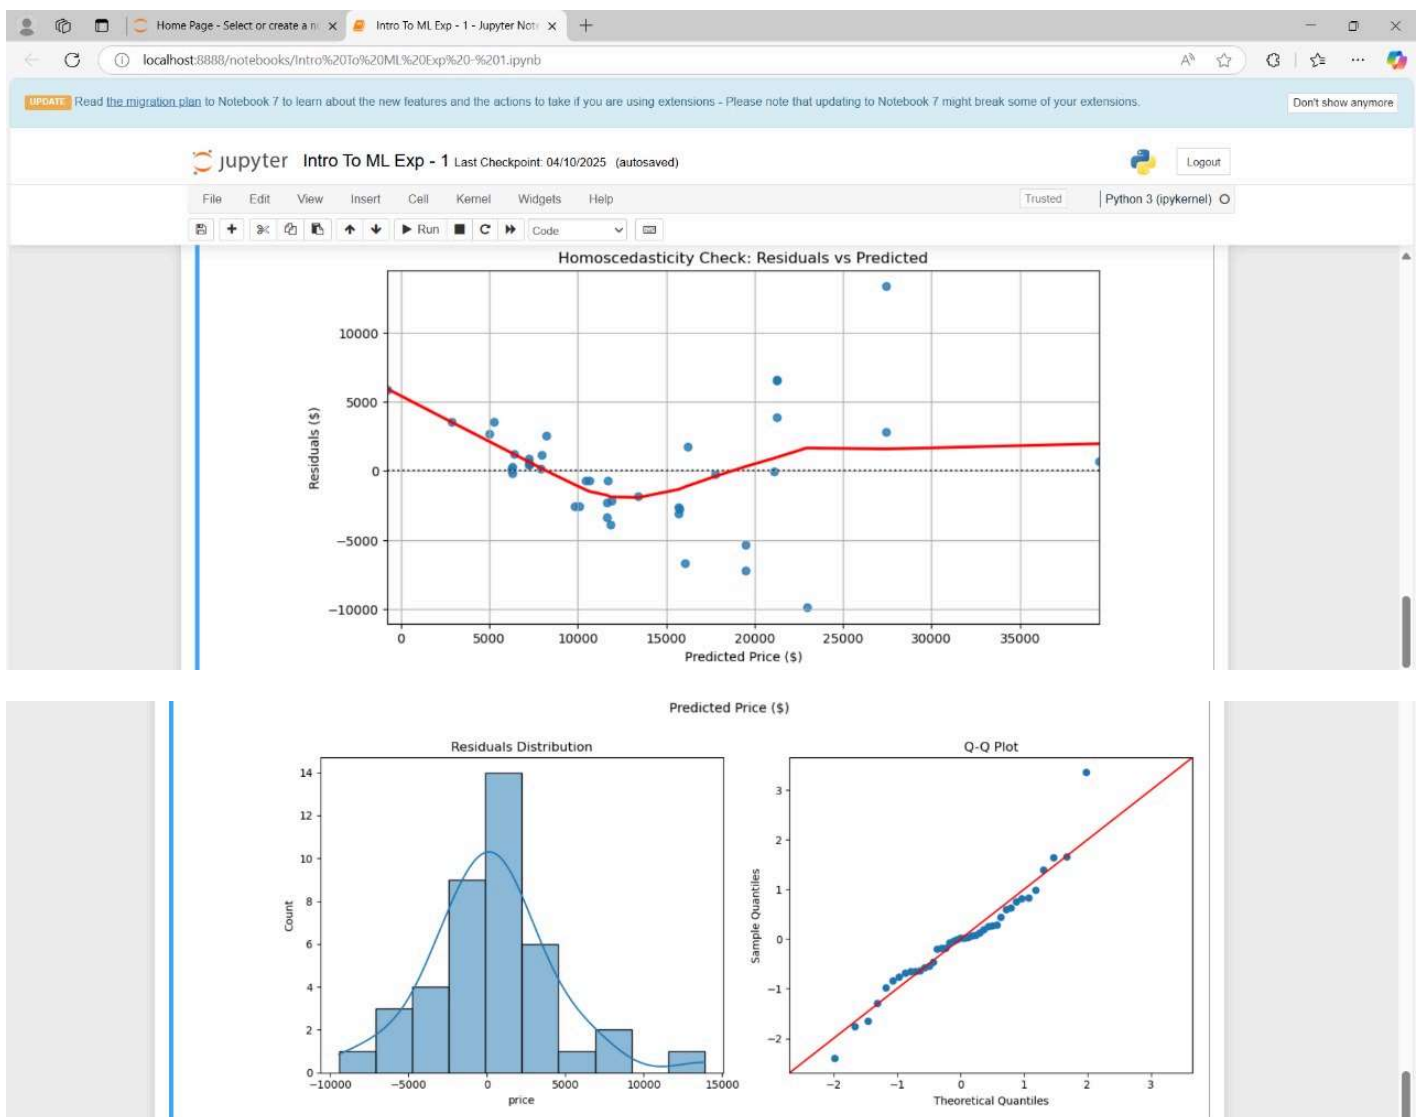 Home Page - Select or create a n
Intro To ML Exp - 1 - Jupyter Note
localhost:8888/notebooks/Intro%20To%20ML%20Exp%20-%201.ipynb
UPDATE Read the migration plan to Notebook 7 to learn about the new features and the actions to take if you are using extensions - Please note that updating to Notebook 7 might break some of your extensions.
Don't show anymore
jupyter Intro To ML Exp - 1 Last Checkpoint: 04/10/2025 (autosaved)
Logout
File Edit View Insert Cell Kernel Widgets Help
Trusted
Python 3 (ipykernel)
Run
Code
Homoscedasticity Check: Residuals vs Predicted
10000
5000
0
−5000
−10000
Residuals ($)
0 5000 10000 15000 20000 25000 30000 35000
Predicted Price ($)
Predicted Price ($)
Residuals Distribution
14
12
10
8
6
4
2
0
Count
−10000 −5000 0 5000 10000 15000
price
Q-Q Plot
3
2
1
0
−1
−2
Sample Quantiles
−2 −1 0 1 2 3
Theoretical Quantiles